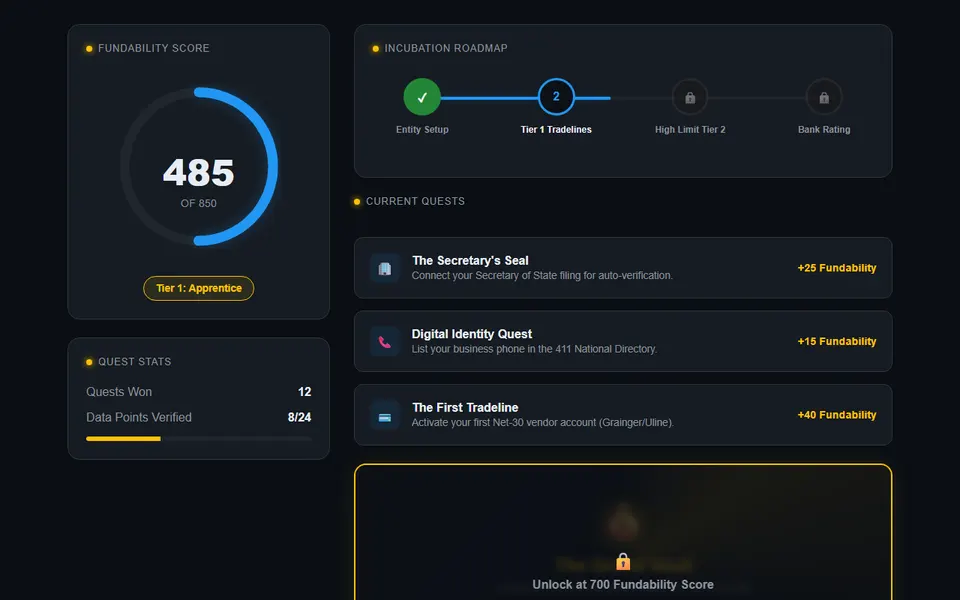 FUNDABILITY SCORE
485
OF 850
Tier 1: Apprentice
QUEST STATS
Quests Won 12
Data Points Verified 8/24
INCUBATION ROADMAP
✓ 2
Entity Setup Tier 1 Tradelines High Limit Tier 2 Bank Rating
CURRENT QUESTS
The Secretary's Seal
Connect your Secretary of State filing for auto-verification.
+25 Fundability
Digital Identity Quest
List your business phone in the 411 National Directory.
+15 Fundability
The First Tradeline
Activate your first Net-30 vendor account (Grainger/Uline).
+40 Fundability
Unlock at 700 Fundability Score